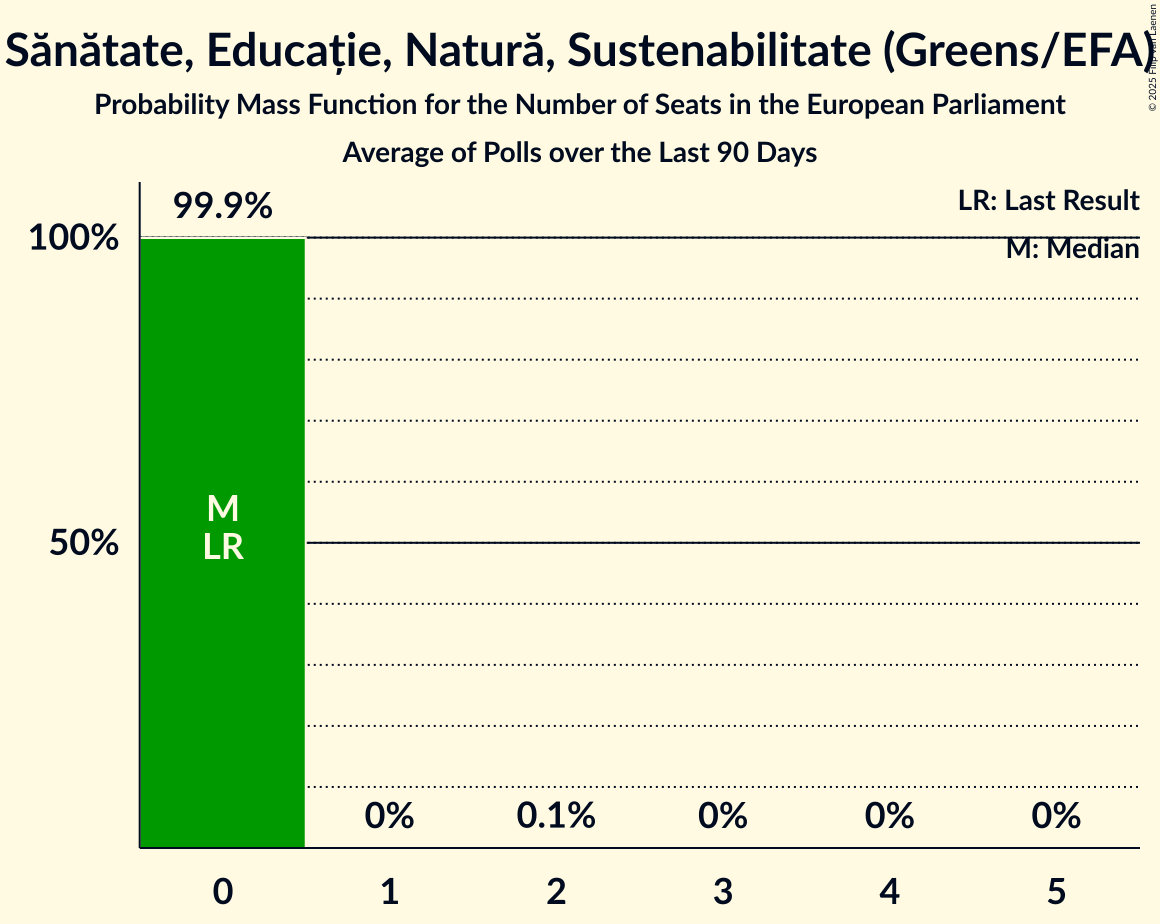 Sănătate, Educație, Natură, Sustenabilitate (Greens/EFA)
© 2025 Filip van Laenen
Probability Mass Function for the Number of Seats in the European Parliament
Average of Polls over the Last 90 Days
LR: Last Result
M: Median
99.9%
100%
M
LR
50%
0%
0.1%
0%
0%
0%
0
1
2
3
4
5